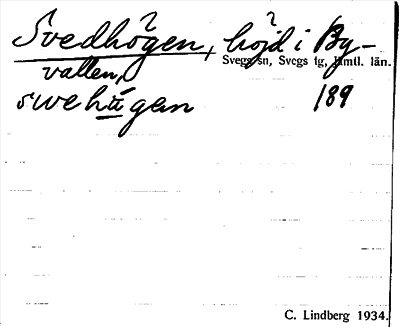 Svedhögen, höjd i By-
Svegs sn, Svegs tg, Jämtl. län.
vallen,
swehügen 189
C. Lindberg 1934.